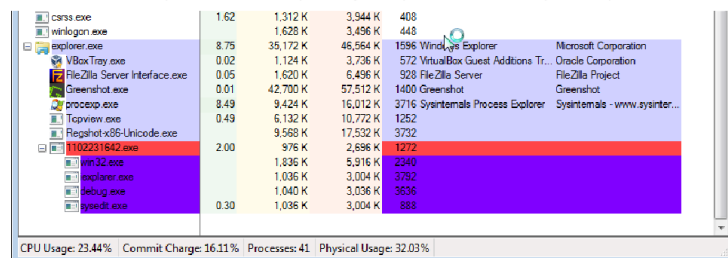 csrss.exe 1.62 1,312 K 3,944 K 408
winlogon.exe 1,628 K 3,496 K 448
explorer.exe 8.75 35,172 K 46,564 K 1596 Windows Explorer Microsoft Corporation
VBoxTray.exe 0.02 1,124 K 3,736 K 572 VirtualBox Guest Additions Tr... Oracle Corporation
FileZilla Server Interface.exe 0.05 1,620 K 6,496 K 928 FileZilla Server FileZilla Project
Greenshot.exe 0.01 42,700 K 57,512 K 1400 Greenshot Greenshot
procexp.exe 8.49 9,424 K 16,012 K 3716 Sysinternals Process Explorer Sysinternals - www.sysinter...
Tcpview.exe 0.49 6,132 K 10,772 K 1252
Regshot-x86-Unicode.exe 9,568 K 17,532 K 3732
1102231642.exe 2.00 976 K 2,696 K 1272
win32.exe 1,836 K 5,916 K 2340
explorer.exe 1,036 K 3,004 K 3792
debug.exe 1,040 K 3,036 K 3636
sysedit.exe 0.30 1,036 K 3,004 K 888
CPU Usage: 23.44% Commit Charge: 16.11% Processes: 41 Physical Usage: 32.03%